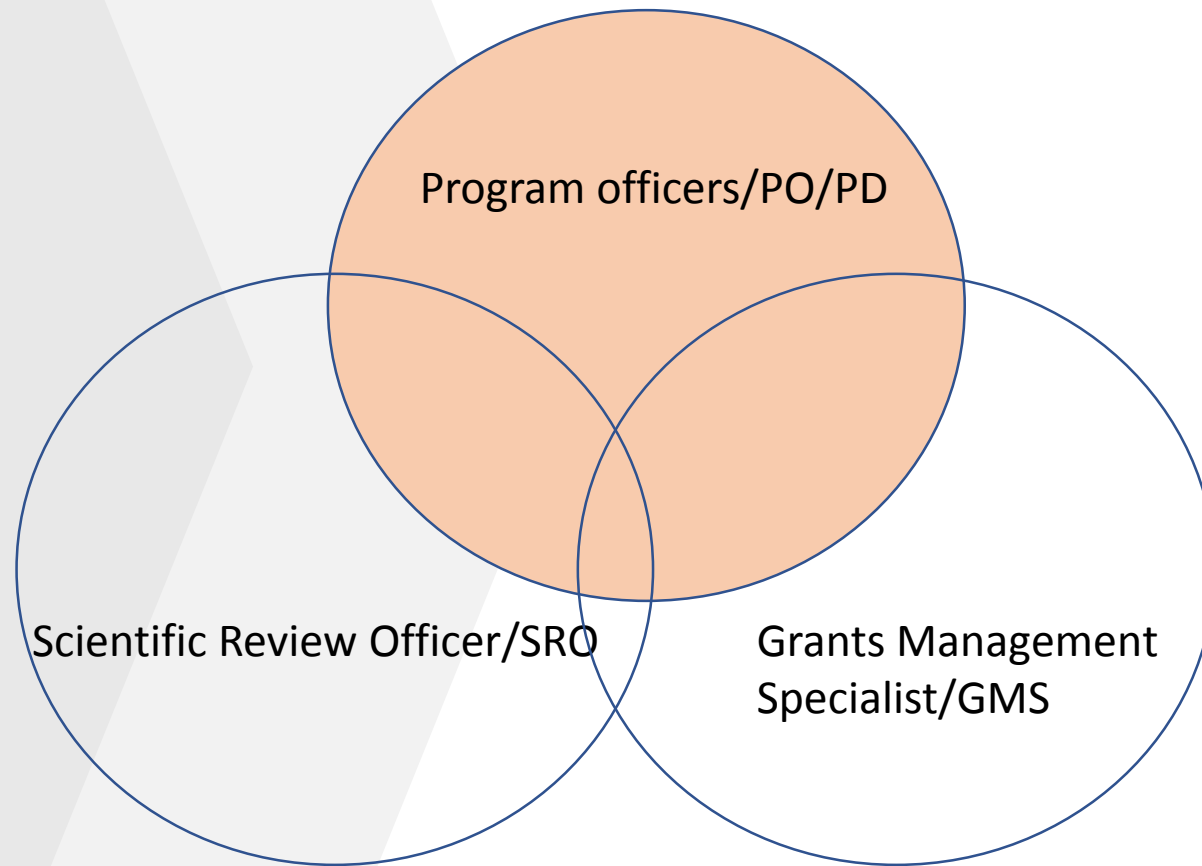 Program officers/PO/PD
Scientific Review Officer/SRO
Grants Management
Specialist/GMS